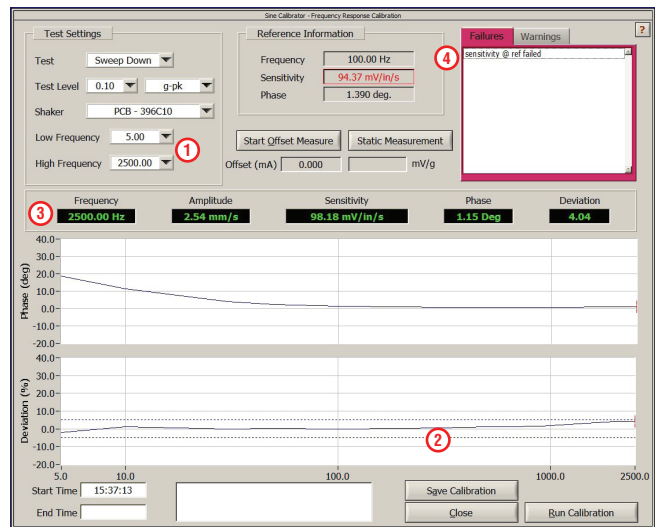 Sine Calibrator - Frequency Response Calibration
?
Test Settings
Test Sweep Down
Test Level 0.10 g-pk
Shaker PCB - 396C10
Low Frequency 5.00
1
High Frequency 2500.00
Reference Information
Frequency 100.00 Hz
Sensitivity 94.37 mV/in/s
Phase 1.390 deg.
Start Offset Measure Static Measurement
Offset (mA) 0.000 mV/g
Failures Warnings
4
sensitivity @ ref failed
3
Frequency Amplitude Sensitivity Phase Deviation
2500.00 Hz 2.54 mm/s 98.18 mV/in/s 1.15 Deg 4.04
Phase (deg)
40.0
30.0
20.0
10.0
0.0
-10.0
-20.0
Deviation (%)
40.0
30.0
20.0
10.0
0.0
-10.0
-20.0
2
5.0 10.0 100.0 1000.0 2500.0
Start Time 15:37:13
End Time
Save Calibration
Close Run Calibration